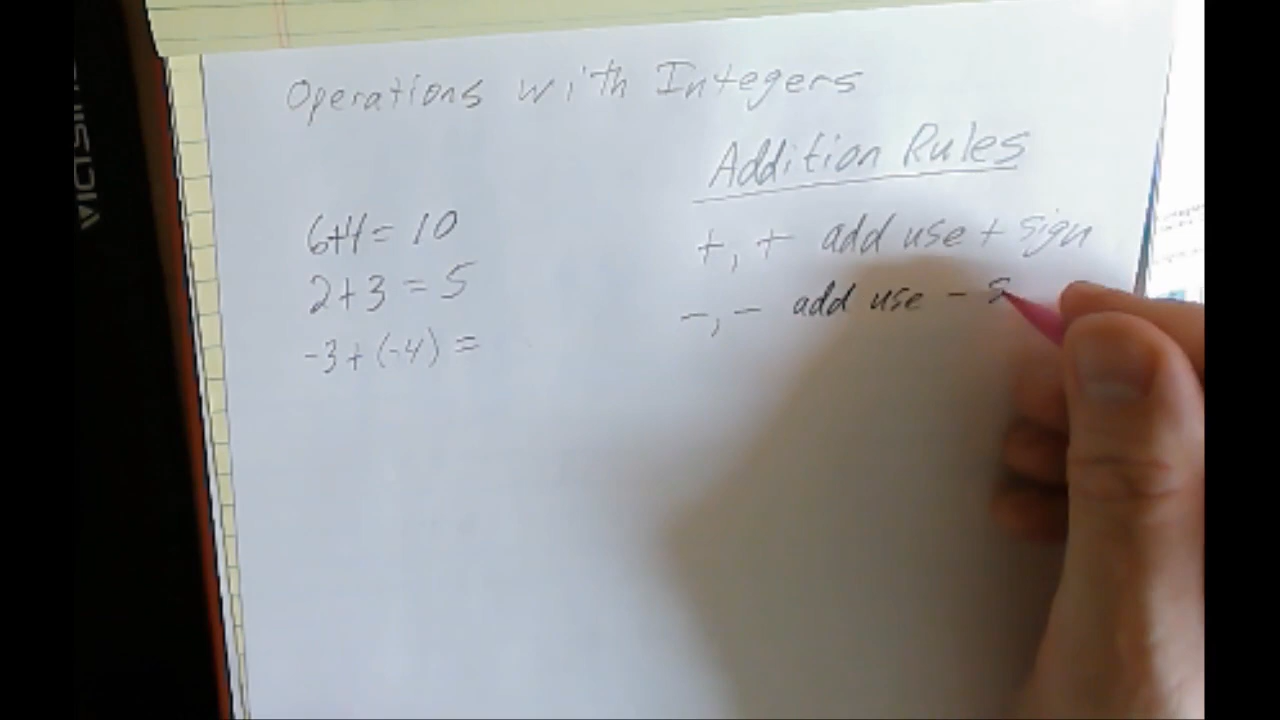 Operations with Integers
Addition Rules
6+4 = 10
2+3 = 5
-3+(-4) =
+, + add use + sign
-, - add use - s